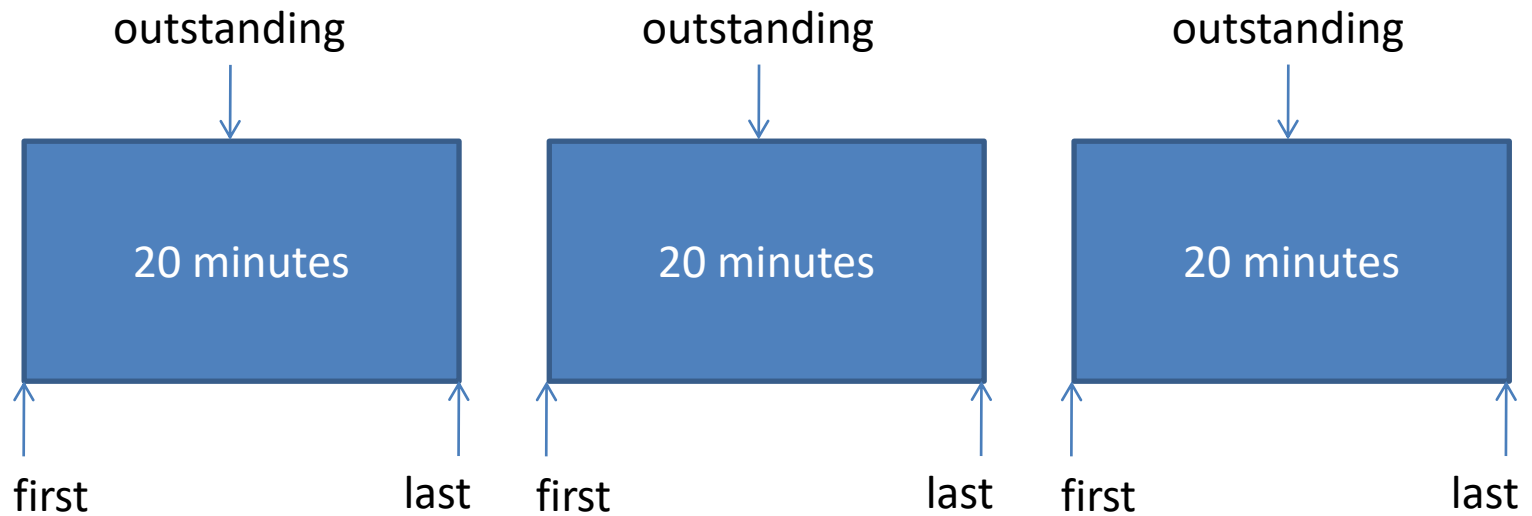 outstanding outstanding outstanding
20 minutes 20 minutes 20 minutes
first last first last first last